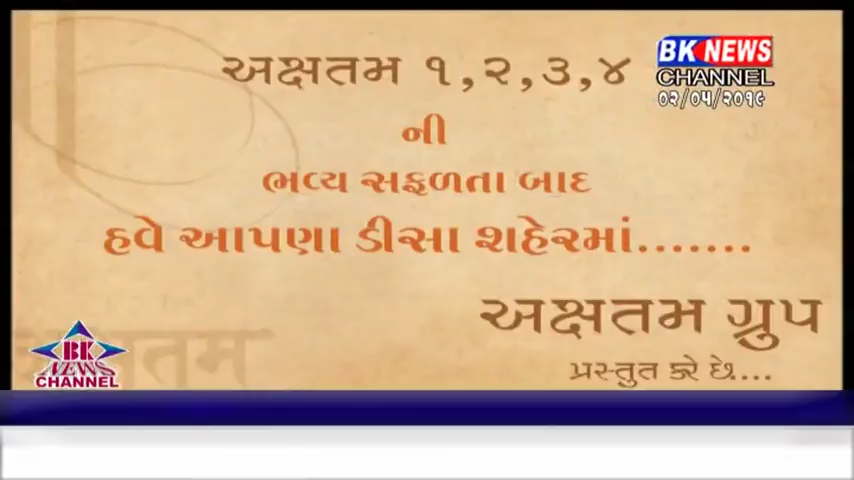 અક્ષતમ ૧,૨,૩,૪
BK NEWS
CHANNEL
૦૨/૦૫/૨૦૧૯
ની
ભવ્ય સફળતા બાદ
હવે આપણા ડીસા શહેરમાં.......
અક્ષતમ ગ્રુપ
પ્રસ્તુત કરે છે....
BK
NEWS
CHANNEL